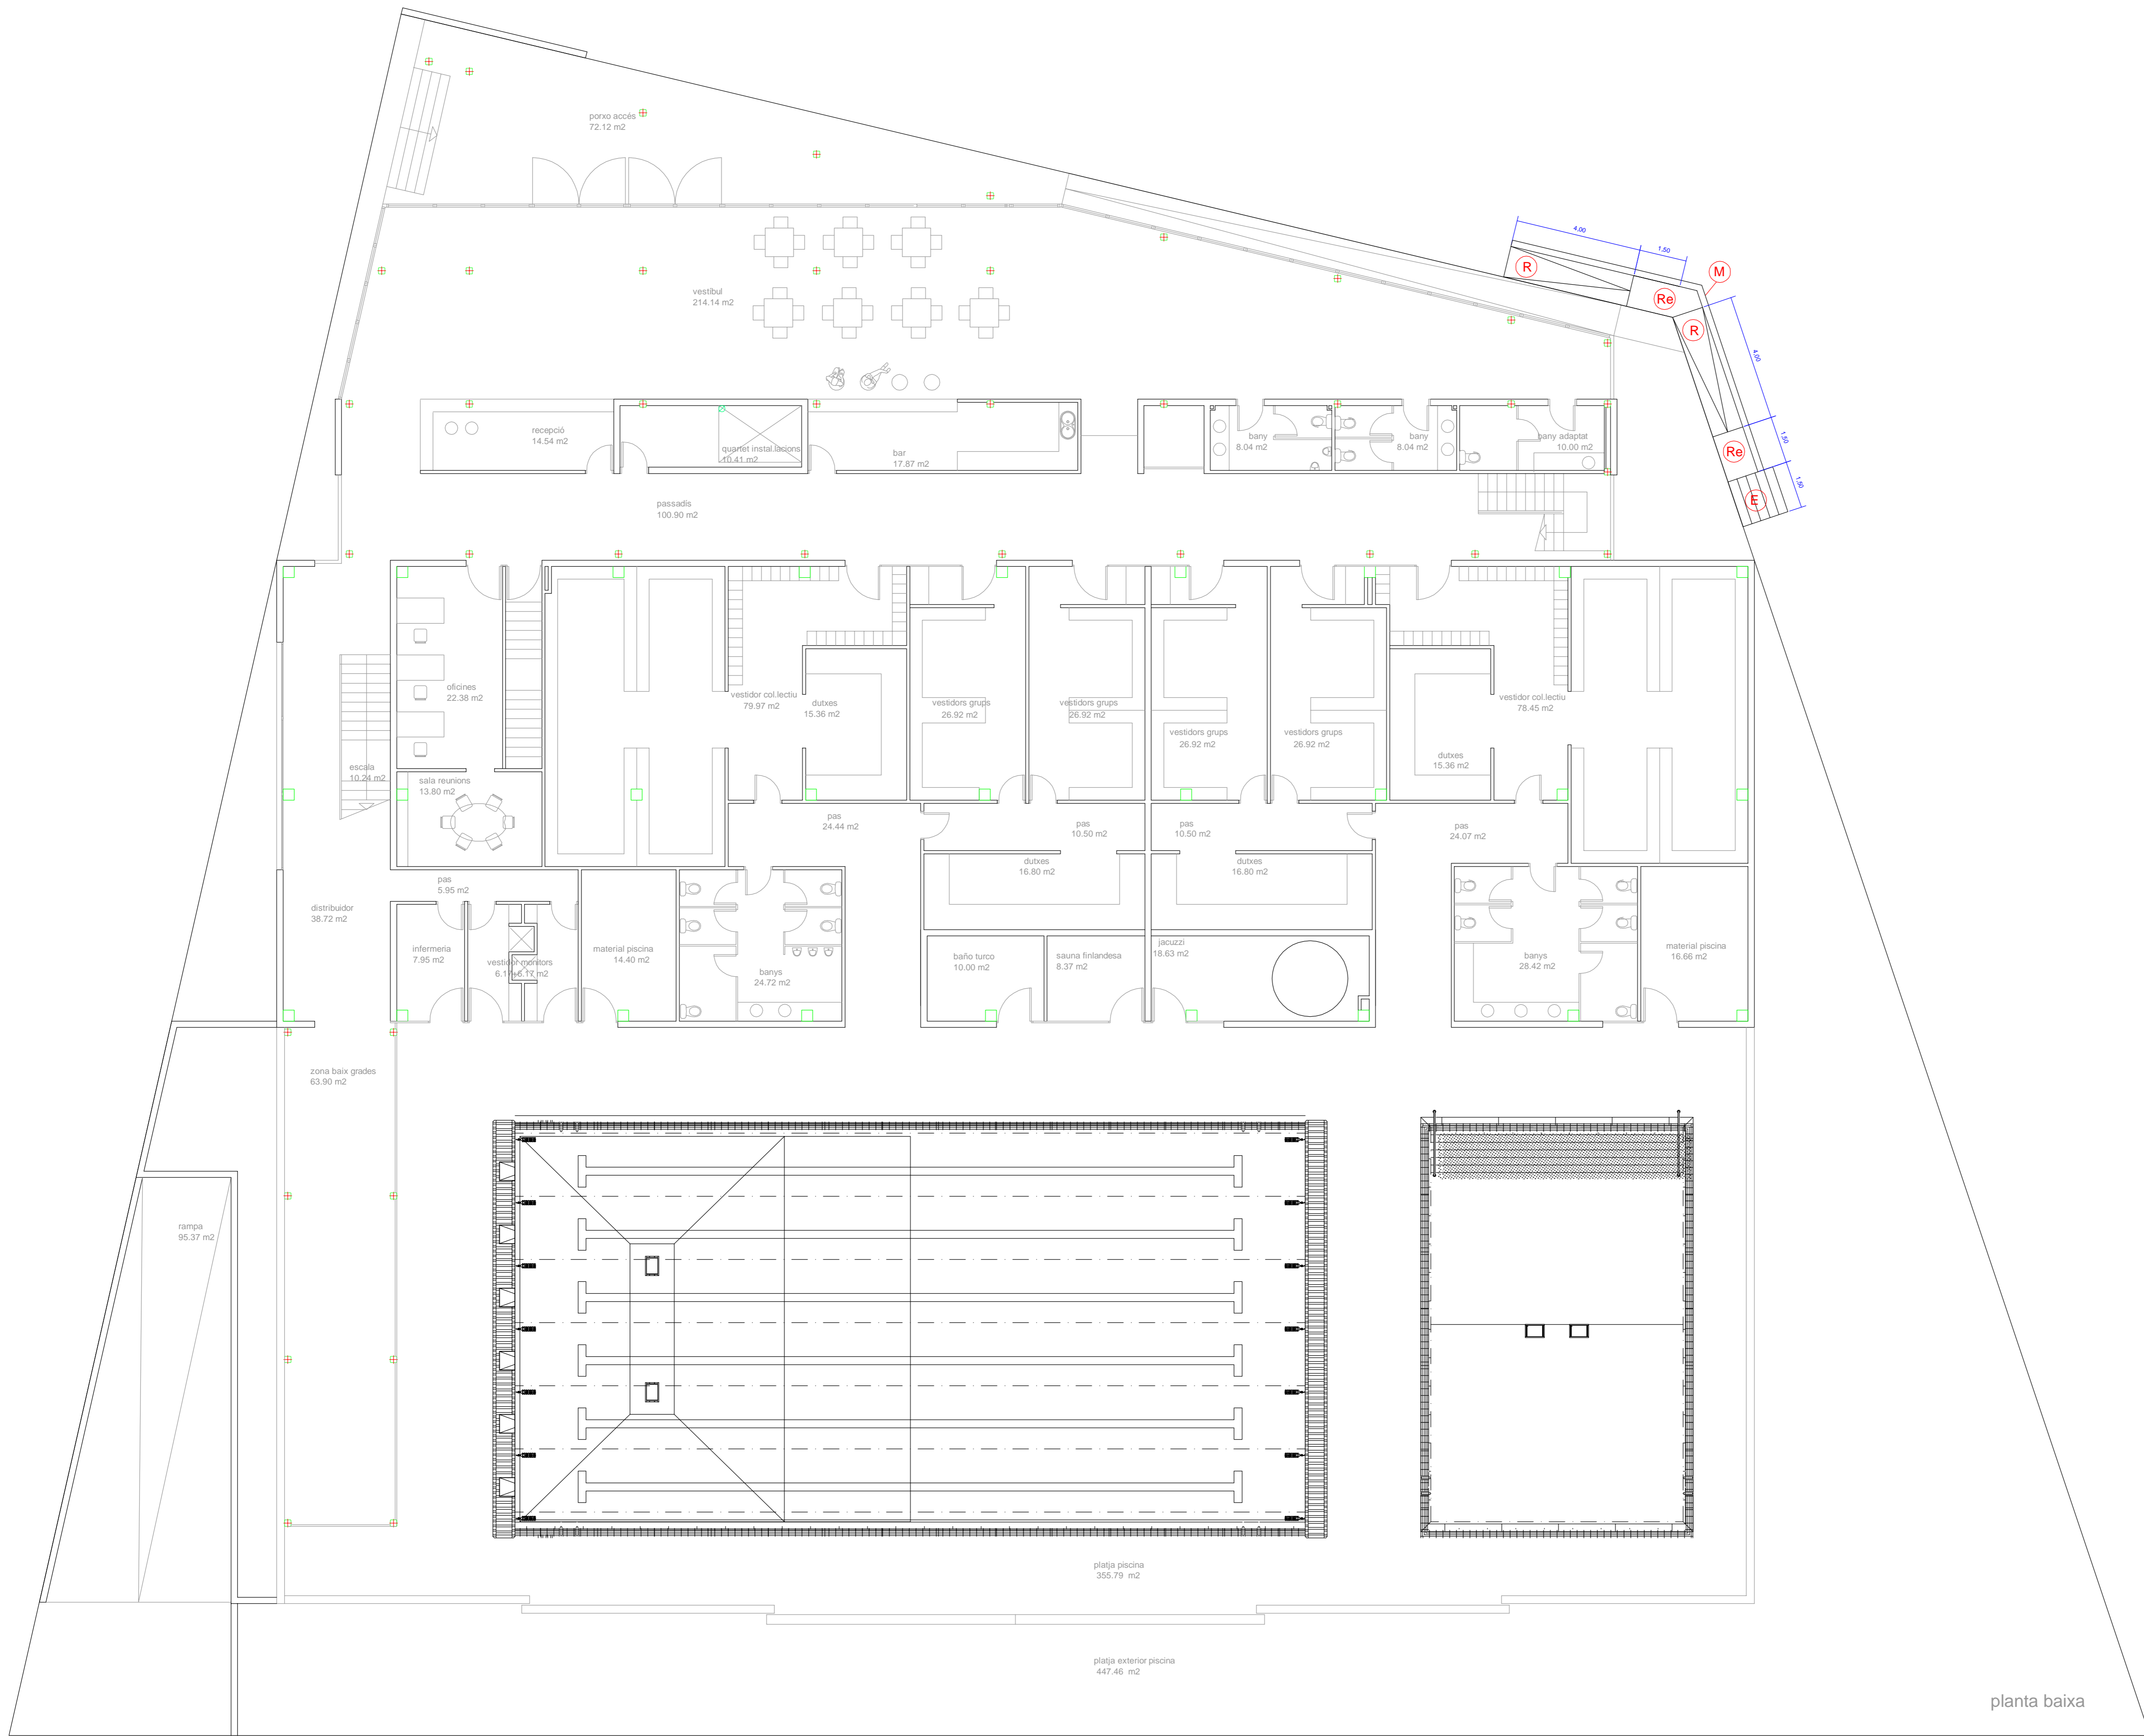 porxo accés
72.12 m2
4,00
1,50
R
M
Re
R
4,00
1,50
Re
1,50
E
vestíbul
214.14 m2
recepció
14.54 m2
quartet instal.lacions
10.41 m2
bar
17.87 m2
bany
8.04 m2
bany
8.04 m2
bany adaptat
10.00 m2
passadís
100.90 m2
oficines
22.38 m2
vestidor col.lectiu
79.97 m2
dutxes
15.36 m2
vestidors grups
26.92 m2
vestidors grups
26.92 m2
vestidors grups
26.92 m2
vestidors grups
26.92 m2
vestidor col.lectiu
78.45 m2
dutxes
15.36 m2
escala
10.24 m2
sala reunions
13.80 m2
pas
24.44 m2
pas
10.50 m2
pas
10.50 m2
pas
24.07 m2
dutxes
16.80 m2
dutxes
16.80 m2
pas
5.95 m2
distribuidor
38.72 m2
infermeria
7.95 m2
vestidor monitors
6.17+6.17 m2
material piscina
14.40 m2
banys
24.72 m2
baño turco
10.00 m2
sauna finlandesa
8.37 m2
jacuzzi
18.63 m2
banys
28.42 m2
material piscina
16.66 m2
zona baix grades
63.90 m2
rampa
95.37 m2
platja piscina
355.79 m2
platja exterior piscina
447.46 m2
planta baixa